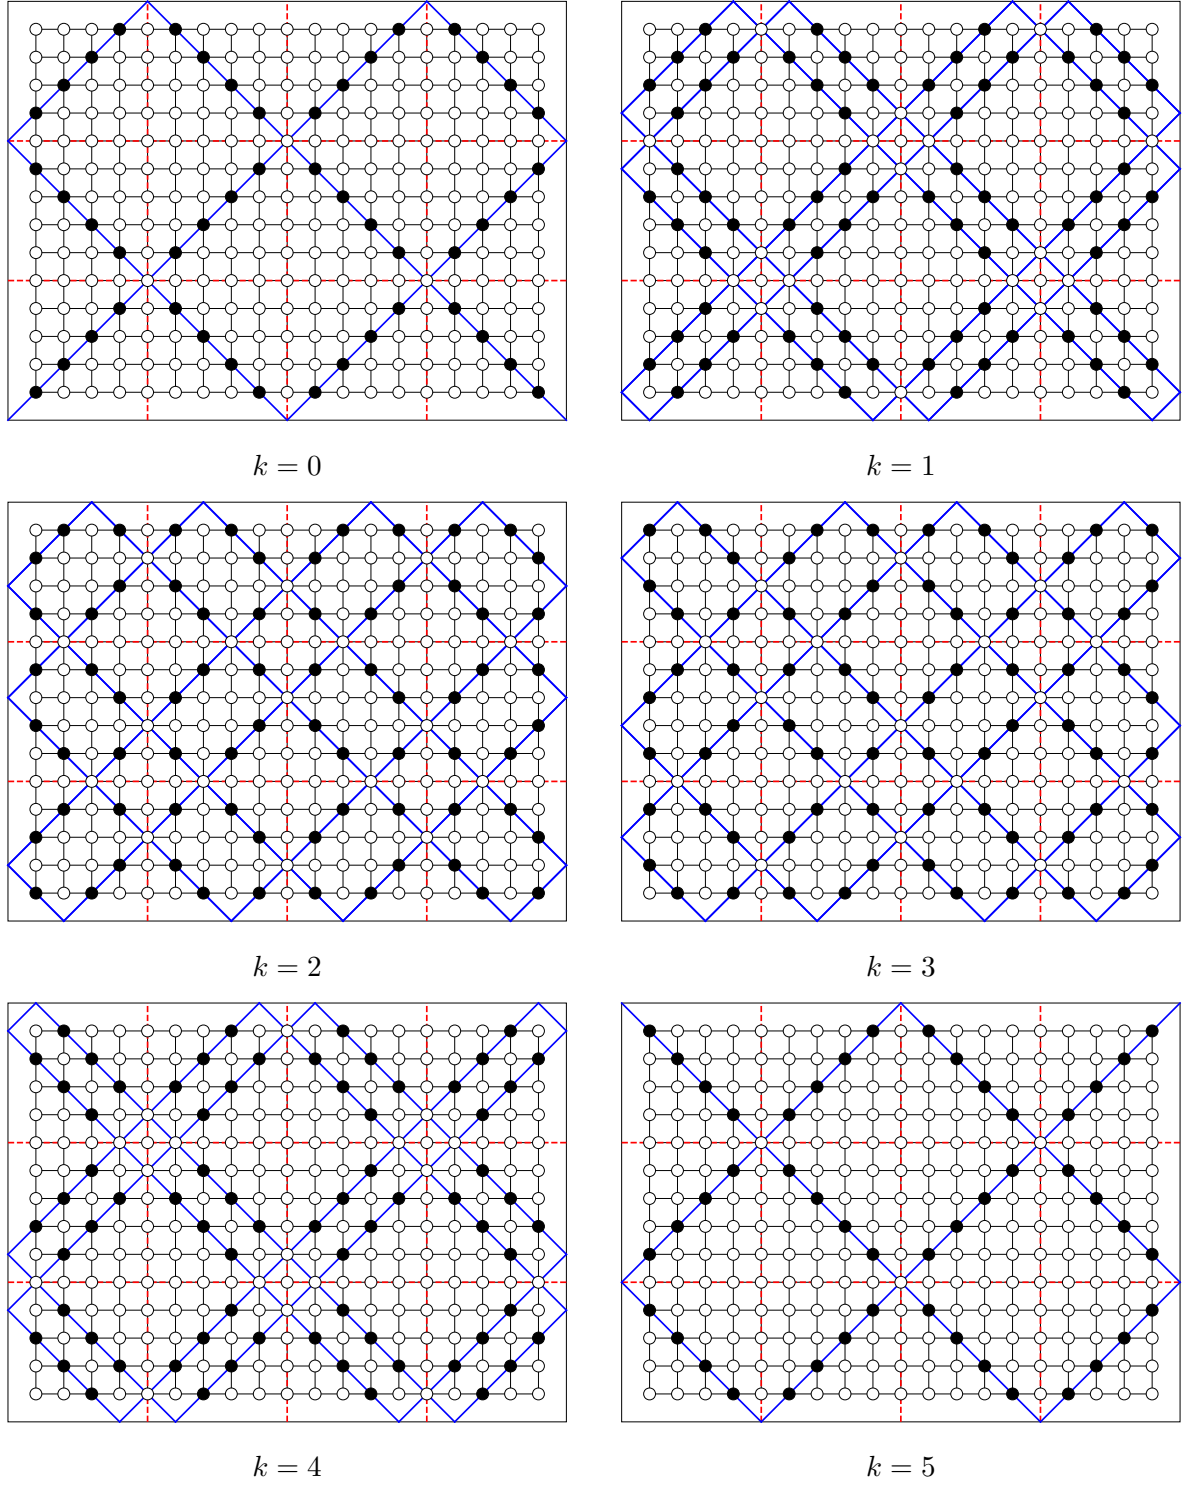 k = 0
k = 1
k = 2
k = 3
k = 4
k = 5